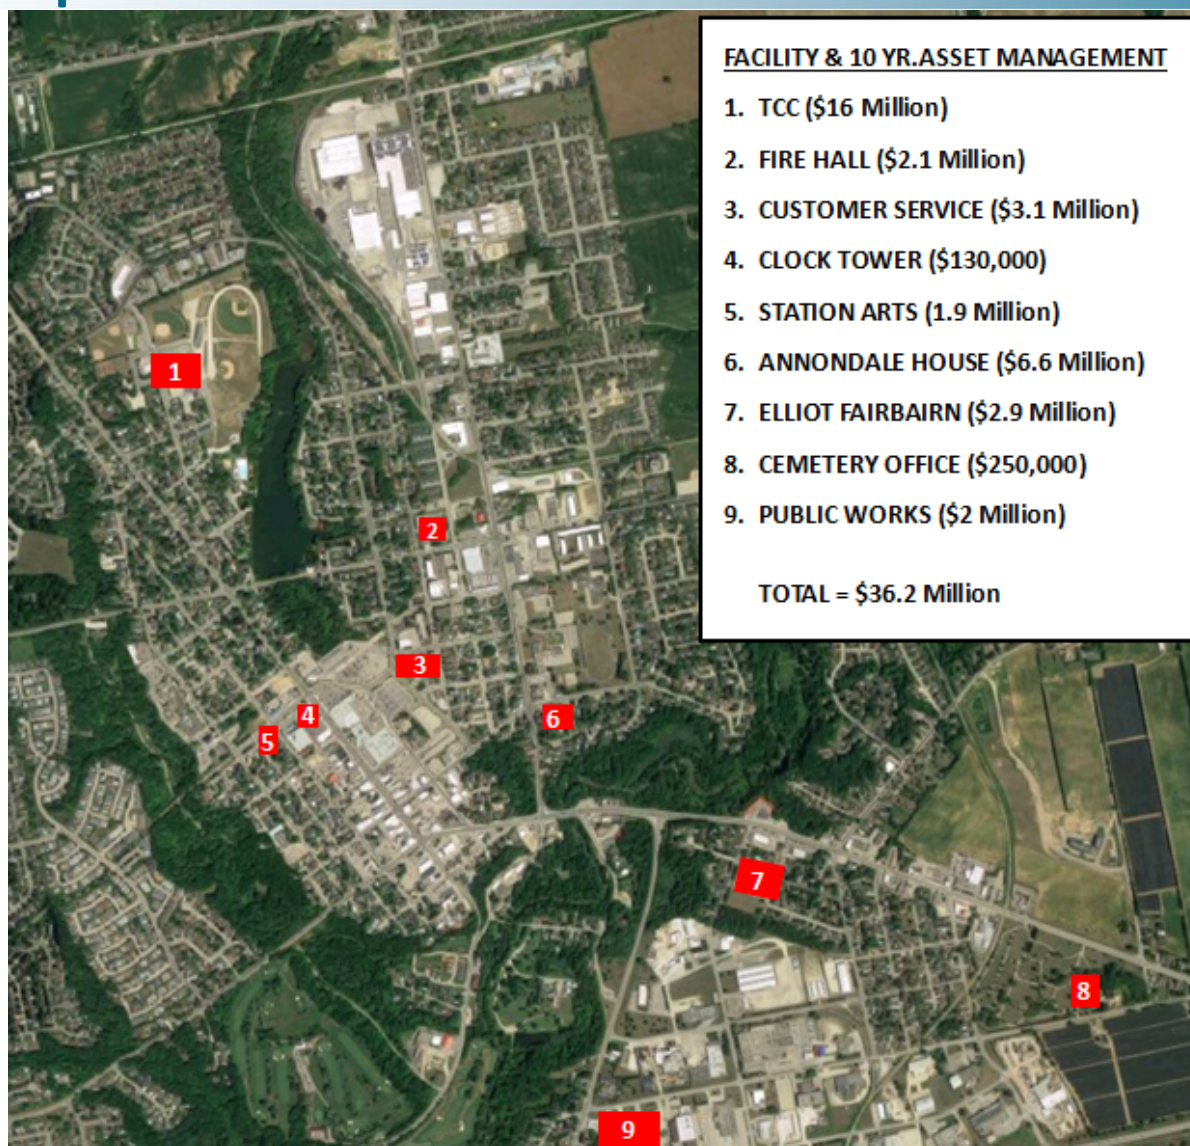 FACILITY & 10 YR.ASSET MANAGEMENT
1. TCC ($16 Million)
2. FIRE HALL ($2.1 Million)
3. CUSTOMER SERVICE ($3.1 Million)
4. CLOCK TOWER ($130,000)
5. STATION ARTS (1.9 Million)
6. ANNONDALE HOUSE ($6.6 Million)
7. ELLIOT FAIRBAIRN ($2.9 Million)
8. CEMETERY OFFICE ($250,000)
9. PUBLIC WORKS ($2 Million)
TOTAL = $36.2 Million
1
2
3
4
5
6
7
8
9